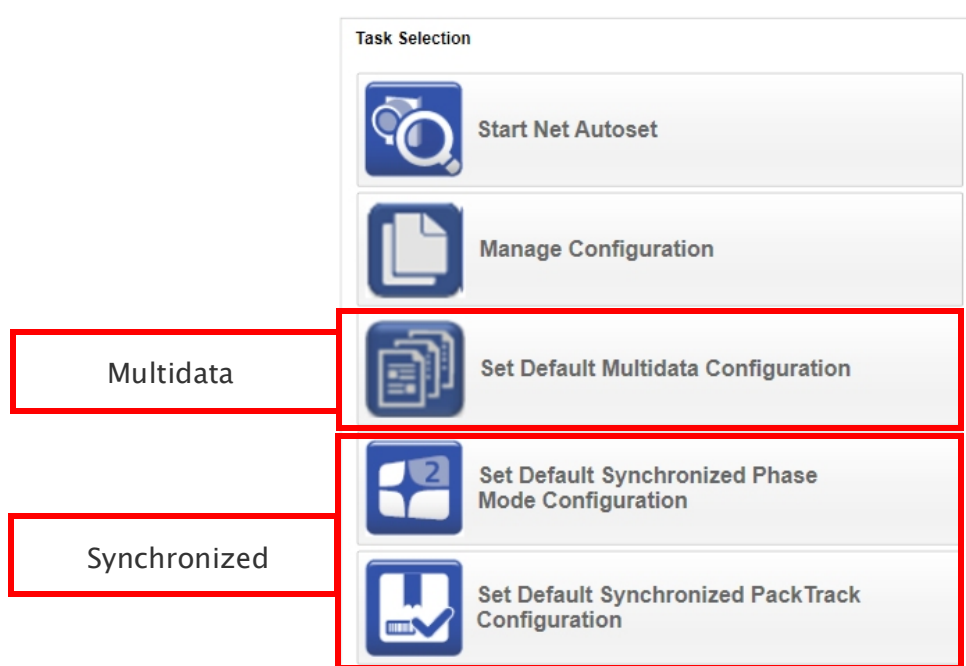 Task Selection
Start Net Autoset
Manage Configuration
Multidata
Set Default Multidata Configuration
2
Set Default Synchronized Phase
Mode Configuration
Synchronized
Set Default Synchronized PackTrack
Configuration